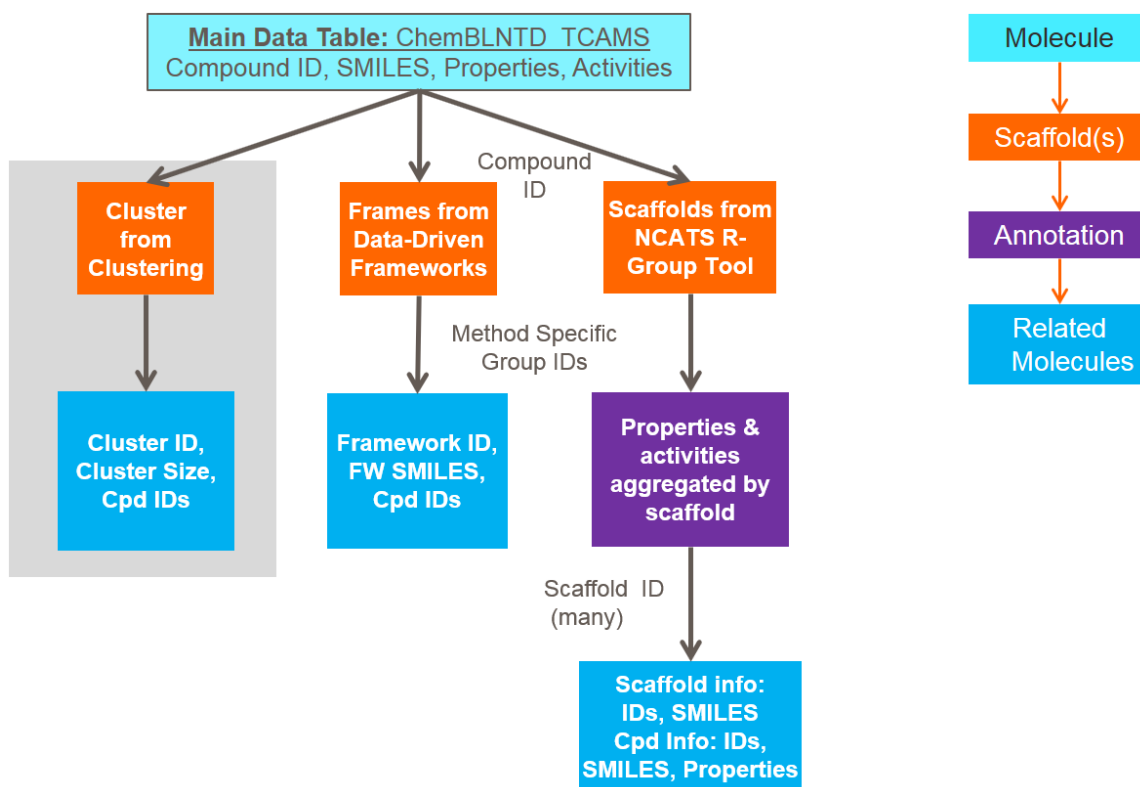 Main Data Table: ChemBLNTD_TCAMS
Compound ID, SMILES, Properties, Activities
Compound
ID
Cluster
from
Clustering
Frames from
Data-Driven
Frameworks
Scaffolds from
NCATS R-
Group Tool
Method Specific
Group IDs
Cluster ID,
Cluster Size,
Cpd IDs
Framework ID,
FW SMILES,
Cpd IDs
Properties &
activities
aggregated by
scaffold
Scaffold ID
(many)
Scaffold info:
IDs, SMILES
Cpd Info: IDs,
SMILES, Properties
Molecule
Scaffold(s)
Annotation
Related
Molecules